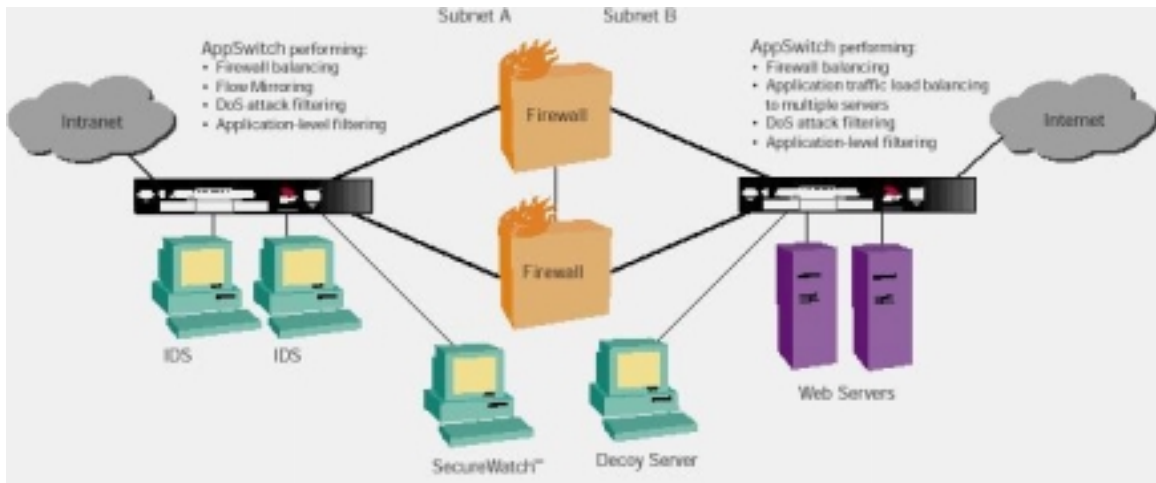 Subnet A
Subnet B
AppSwitch performing:
• Firewall balancing
• Flow Mirroring
• DoS attack filtering
• Application-level filtering
AppSwitch performing:
• Firewall balancing
• Application traffic load balancing
to multiple servers
• DoS attack filtering
• Application-level filtering
Intranet
Firewall
Internet
Firewall
IDS
IDS
Web Servers
SecureWatch™
Decoy Server